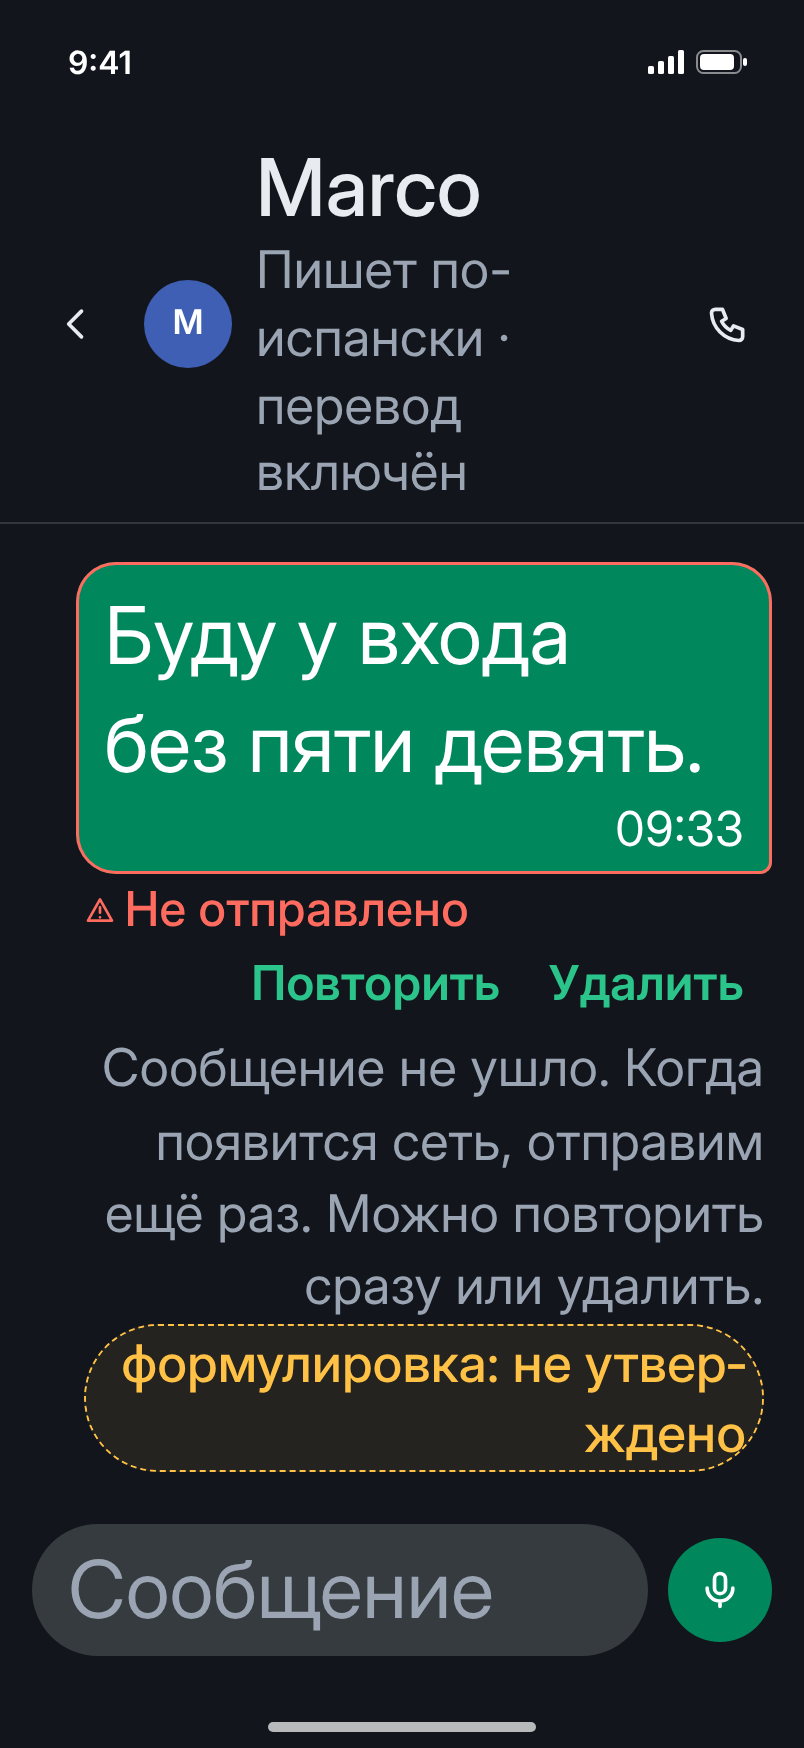 9:41
Marco
Пишет по-
испански ·
перевод
включён
M
Буду у входа
без пяти девять.
09:33
Не отправлено
Повторить Удалить
Сообщение не ушло. Когда
появится сеть, отправим
ещё раз. Можно повторить
сразу или удалить.
формулировка: не утвер-
ждено
Сообщение